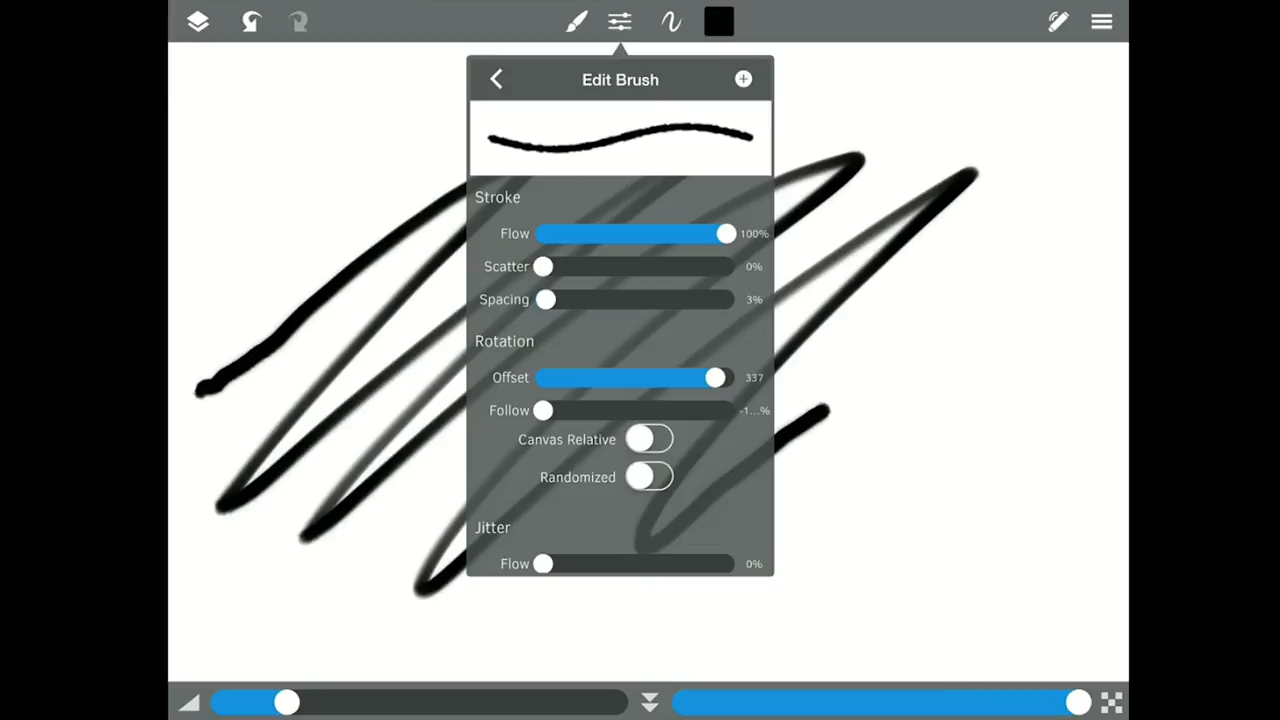 Edit Brush
Stroke
Flow 100%
Scatter 0%
Spacing 3%
Rotation
Offset 337
Follow -1...%
Canvas Relative
Randomized
Jitter
Flow 0%